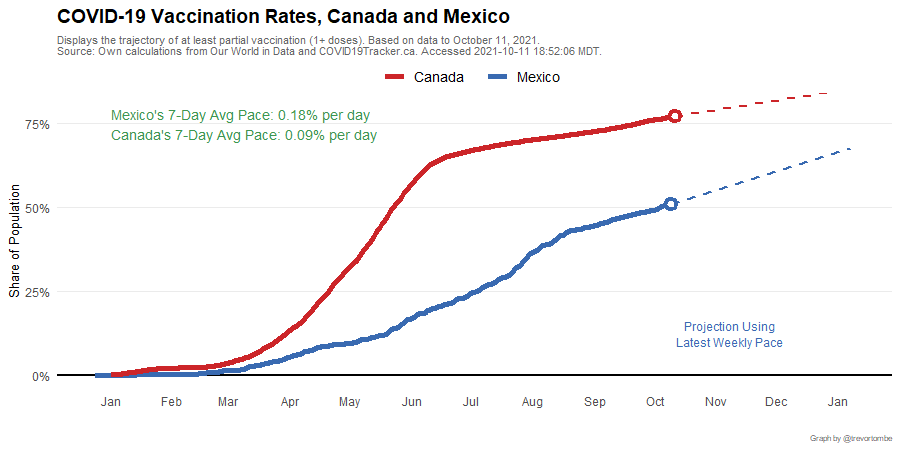 COVID-19 Vaccination Rates, Canada and Mexico
Displays the trajectory of at least partial vaccination (1+ doses). Based on data to October 11, 2021.
Source: Own calculations from Our World in Data and COVID19Tracker.ca. Accessed 2021-10-11 18:52:06 MDT.
Canada Mexico
Mexico's 7-Day Avg Pace: 0.18% per day
Canada's 7-Day Avg Pace: 0.09% per day
75%
50%
25%
0%
Share of Population
Projection Using
Latest Weekly Pace
Jan Feb Mar Apr May Jun Jul Aug Sep Oct Nov Dec Jan
Graph by @trevortombe